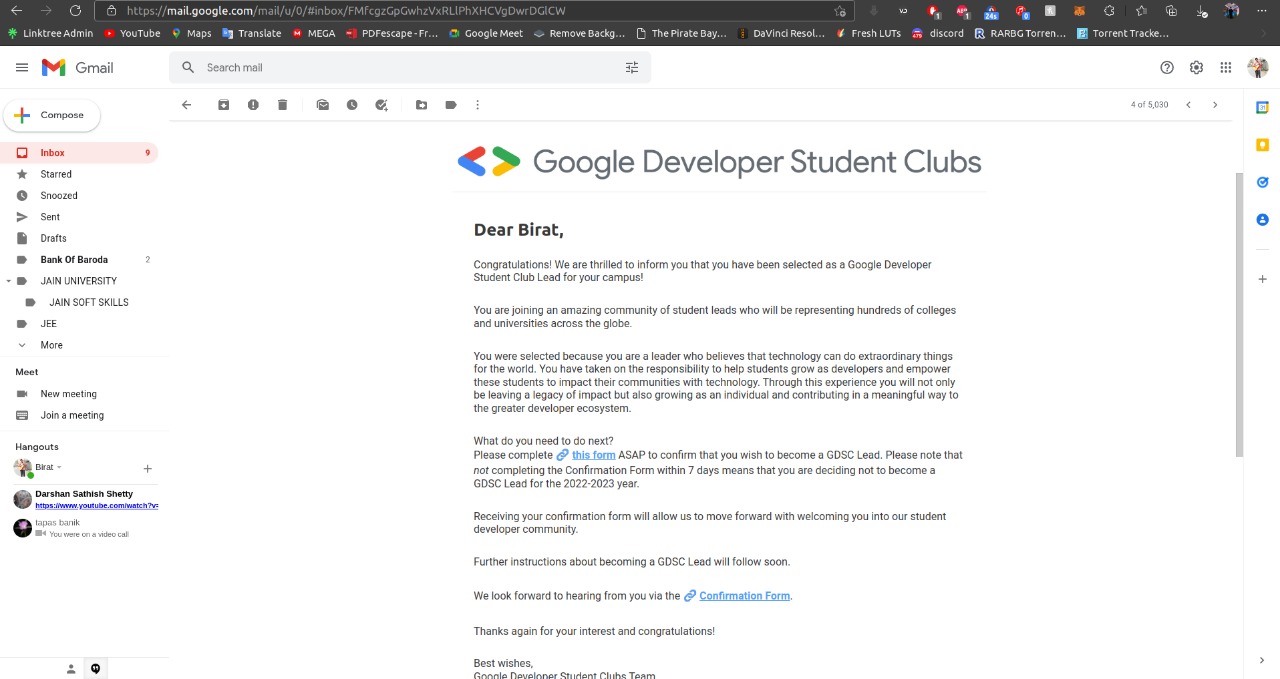 https://mail.google.com/mail/u/0/#inbox/FMfcgzGpGwhzVxRLlPhXHCVgDwrDGlCW
Linktree Admin YouTube Maps Translate MEGA PDFescape - Fr... Google Meet Remove Backg... The Pirate Bay... DaVinci Resol... Fresh LUTs discord RARBG Torren... Torrent Tracke...
Gmail
Search mail
Compose
4 of 5,030
Inbox 9
Starred
Snoozed
Sent
Drafts
Bank Of Baroda 2
JAIN UNIVERSITY
JAIN SOFT SKILLS
JEE
More
Meet
New meeting
Join a meeting
Hangouts
Birat
Darshan Sathish Shetty
https://www.youtube.com/watch?v=
tapas banik
You were on a video call
Google Developer Student Clubs
Dear Birat,
Congratulations! We are thrilled to inform you that you have been selected as a Google Developer
Student Club Lead for your campus!
You are joining an amazing community of student leads who will be representing hundreds of colleges
and universities across the globe.
You were selected because you are a leader who believes that technology can do extraordinary things
for the world. You have taken on the responsibility to help students grow as developers and empower
these students to impact their communities with technology. Through this experience you will not only
be leaving a legacy of impact but also growing as an individual and contributing in a meaningful way to
the greater developer ecosystem.
What do you need to do next?
Please complete this form ASAP to confirm that you wish to become a GDSC Lead. Please note that
not completing the Confirmation Form within 7 days means that you are deciding not to become a
GDSC Lead for the 2022-2023 year.
Receiving your confirmation form will allow us to move forward with welcoming you into our student
developer community.
Further instructions about becoming a GDSC Lead will follow soon.
We look forward to hearing from you via the Confirmation Form.
Thanks again for your interest and congratulations!
Best wishes,
Google Developer Student Clubs Team